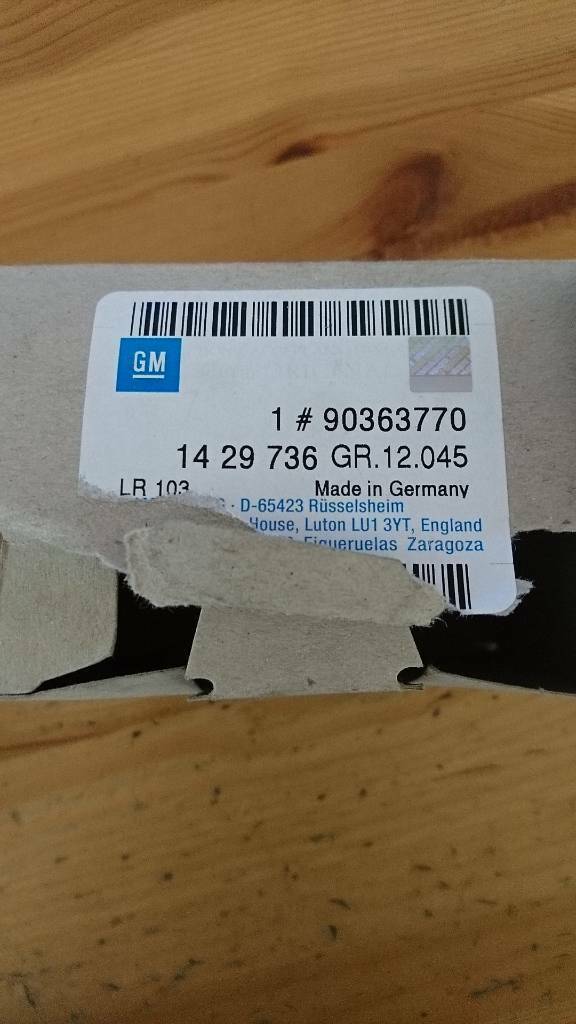 GM
1 # 90363770
14 29 736 GR.12.045
LR 103 Made in Germany
· D-65423 Rüsselsheim
House, Luton LU1 3YT, England
Figueruelas Zaragoza